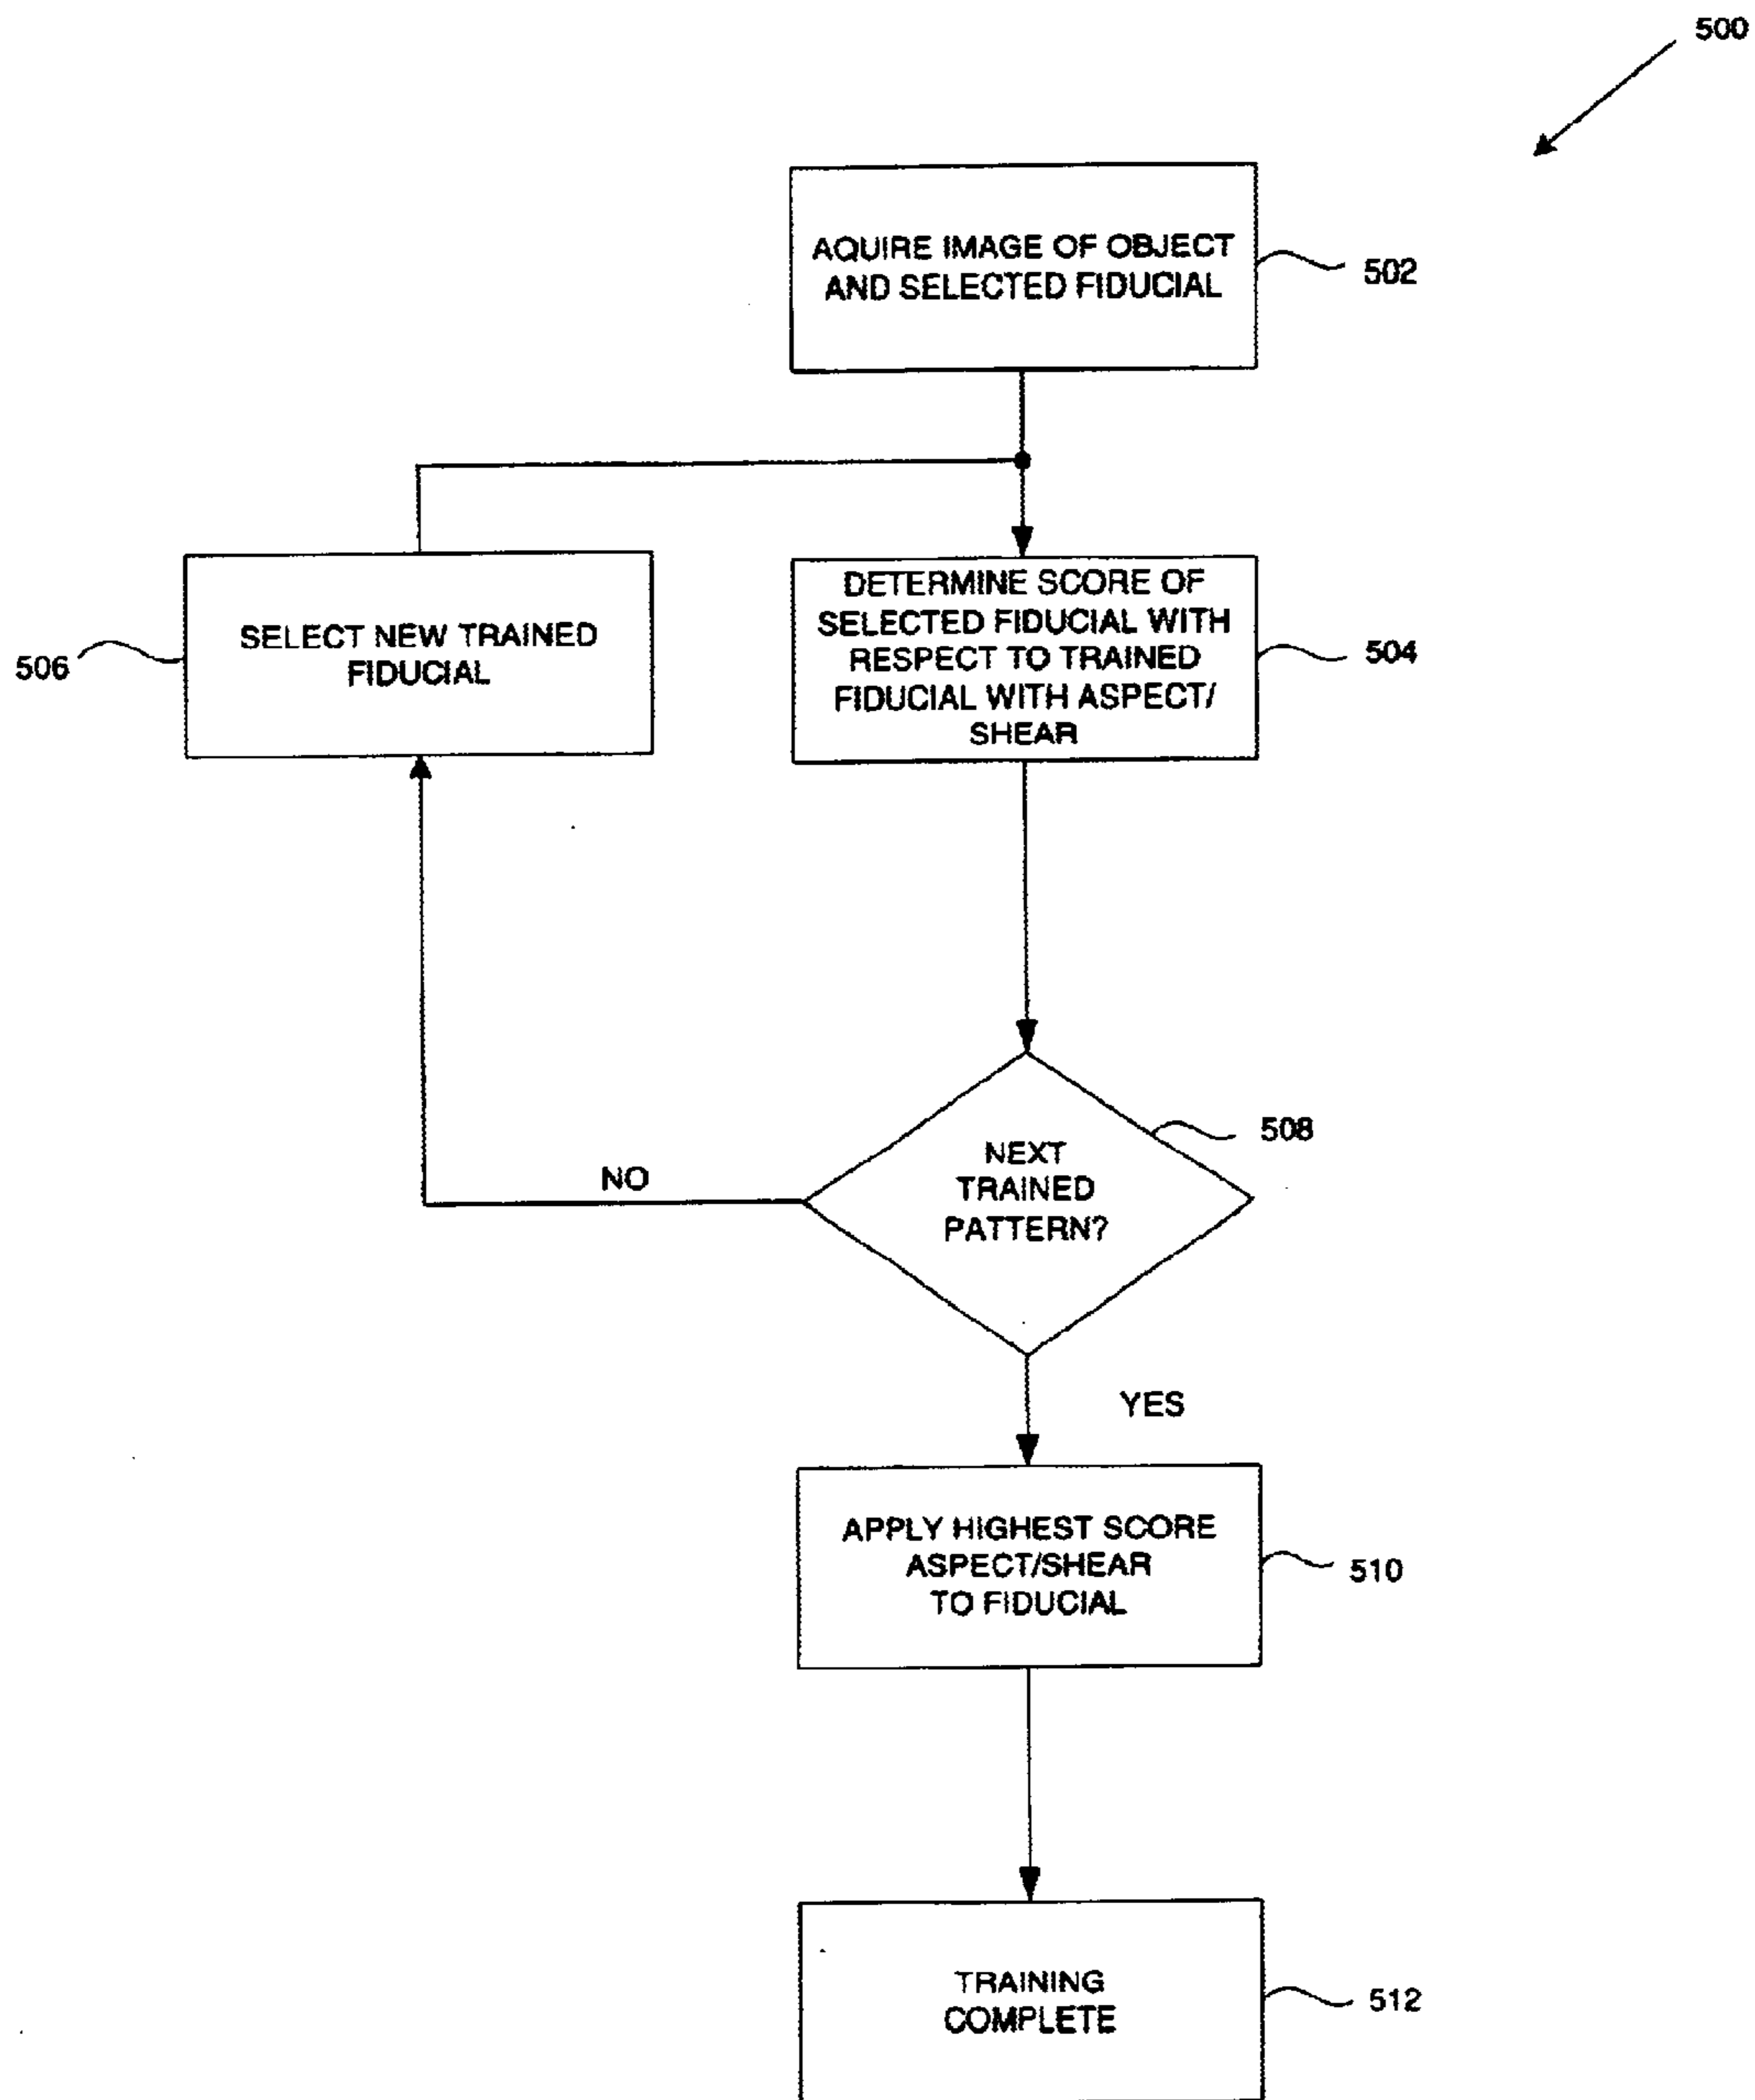 500
AQUIRE IMAGE OF OBJECT
AND SELECTED FIDUCIAL
502
DETERMINE SCORE OF
SELECTED FIDUCIAL WITH
RESPECT TO TRAINED
FIDUCIAL WITH ASPECT/
SHEAR
504
SELECT NEW TRAINED
FIDUCIAL
506
NEXT
TRAINED
PATTERN?
508
NO
YES
APPLY HIGHEST SCORE
ASPECT/SHEAR
TO FIDUCIAL
510
TRAINING
COMPLETE
512